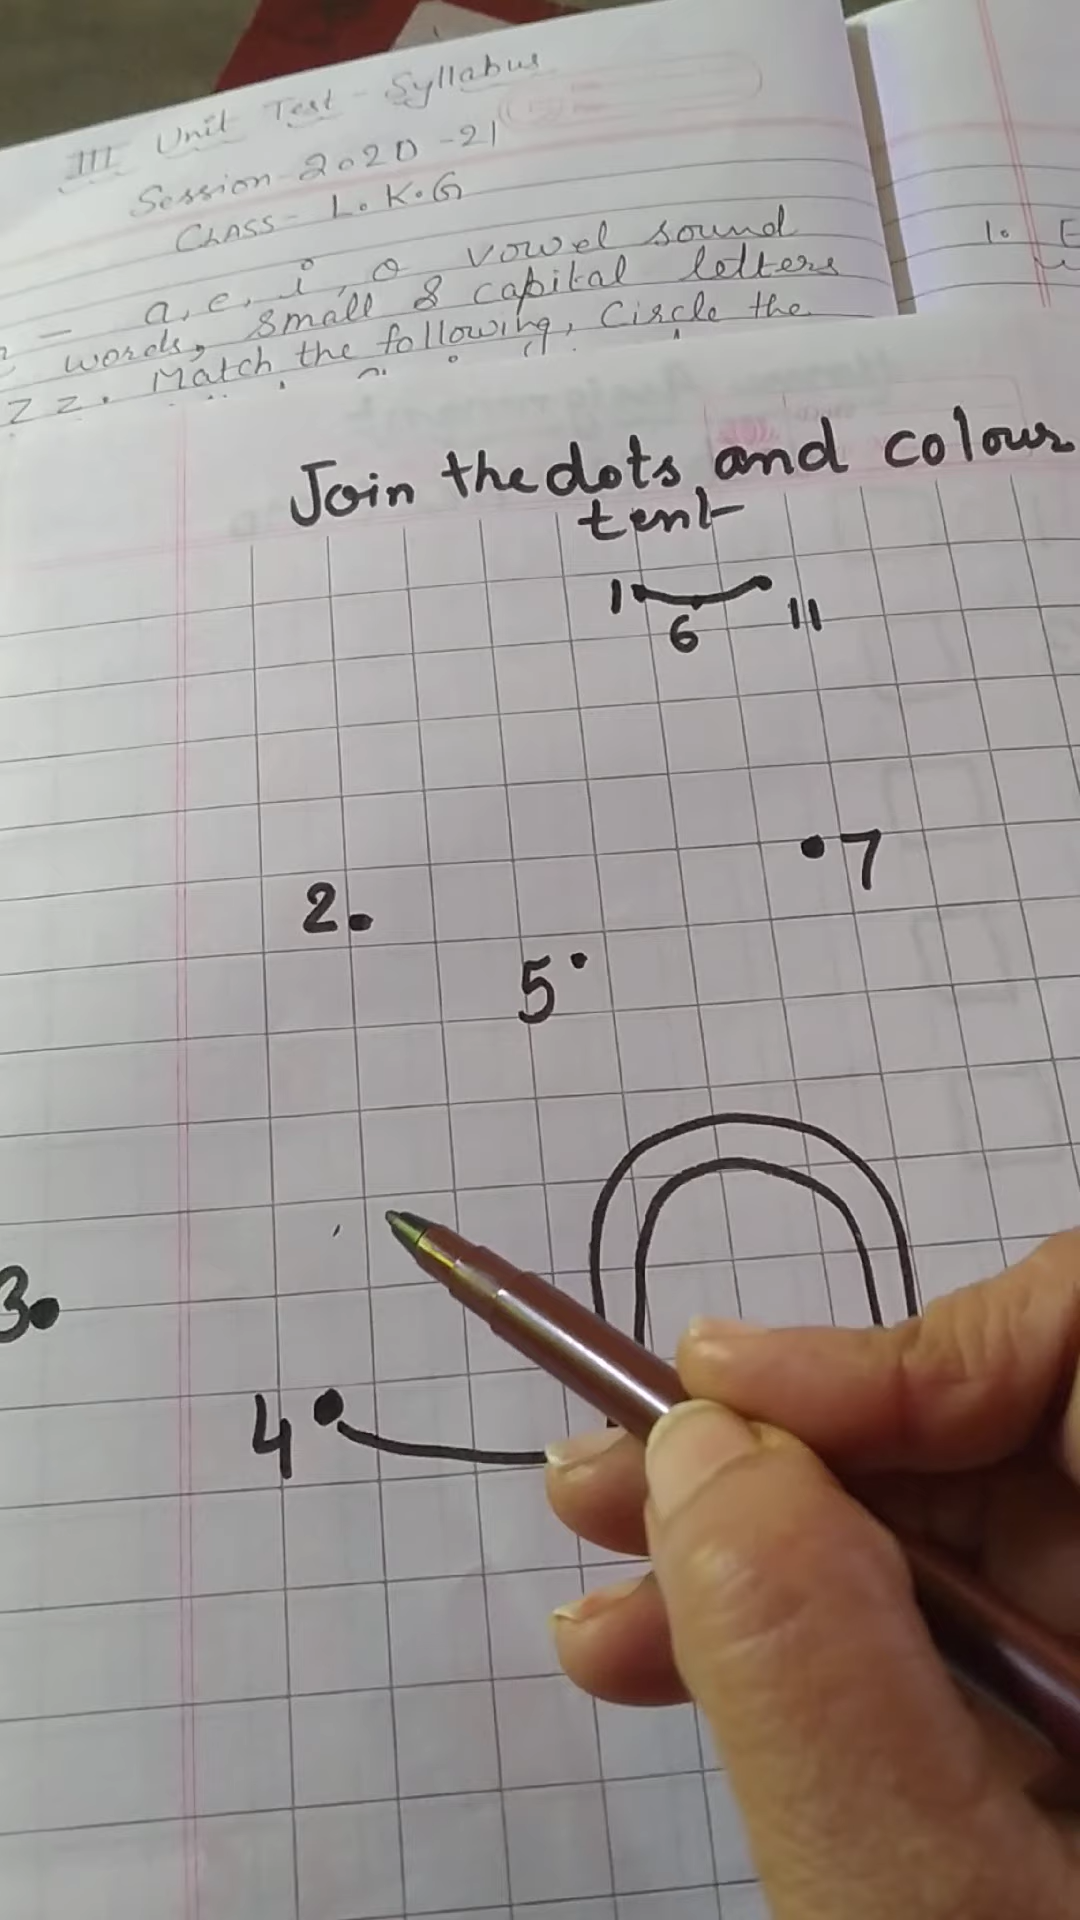 III Unit Test - Syllabus
Session - 2020 - 21
CLASS - L.K.G
a, e, i, o vowel sound
words, small & capital letters
Z z. Match the following, Circle the
1. E
Join the dots and colour
tent
1
6
11
2.
7
5
3.
4